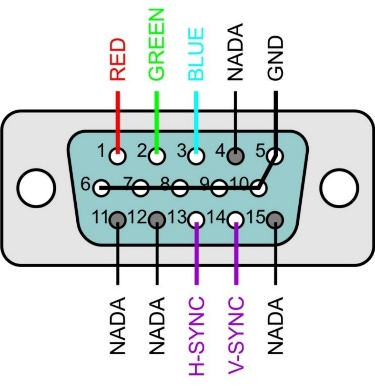 RED
GREEN
BLUE
NADA
GND
1 2 3 4 5
6 7 8 9 10
11 12 13 14 15
NADA
NADA
H-SYNC
V-SYNC
NADA